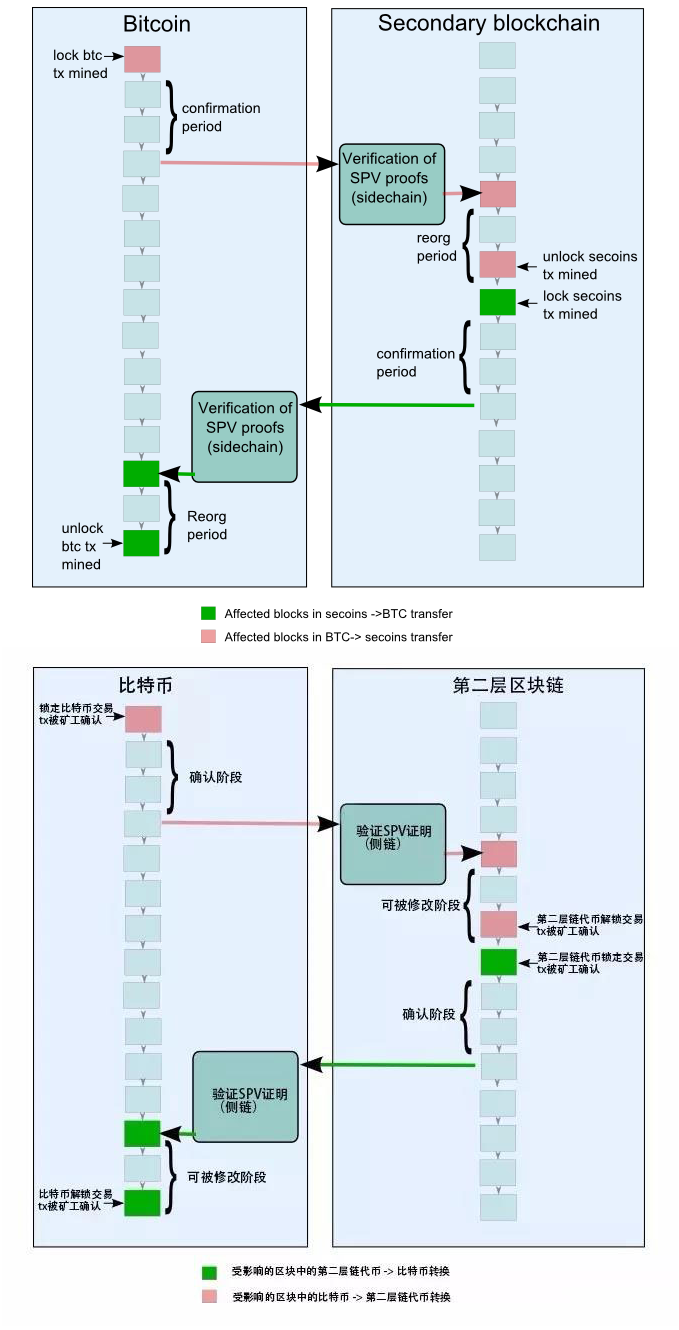 Bitcoin
Secondary blockchain
lock btc
tx mined
confirmation
period
Verification of
SPV proofs
(sidechain)
reorg
period
unlock secoins
tx mined
lock secoins
tx mined
confirmation
period
Verification of
SPV proofs
(sidechain)
Reorg
period
unlock
btc tx
mined
Affected blocks in secoins ->BTC transfer
Affected blocks in BTC-> secoins transfer
比特币
第二层区块链
锁走比特币交易
tx被矿工确认
确认阶段
验证SPV证明
(侧链)
可被修改阶段
第二层链代币解锁交易
tx被矿工确认
第二层链代币锁走交易
tx被矿工确认
确认阶段
验证SPV证明
(侧链)
可被修改阶段
比特币解锁交易
tx被矿工确认
受影响的区块中的第二层链代币 -> 比特币转换
受影响的区块中的比特币 -> 第二层链代币转换